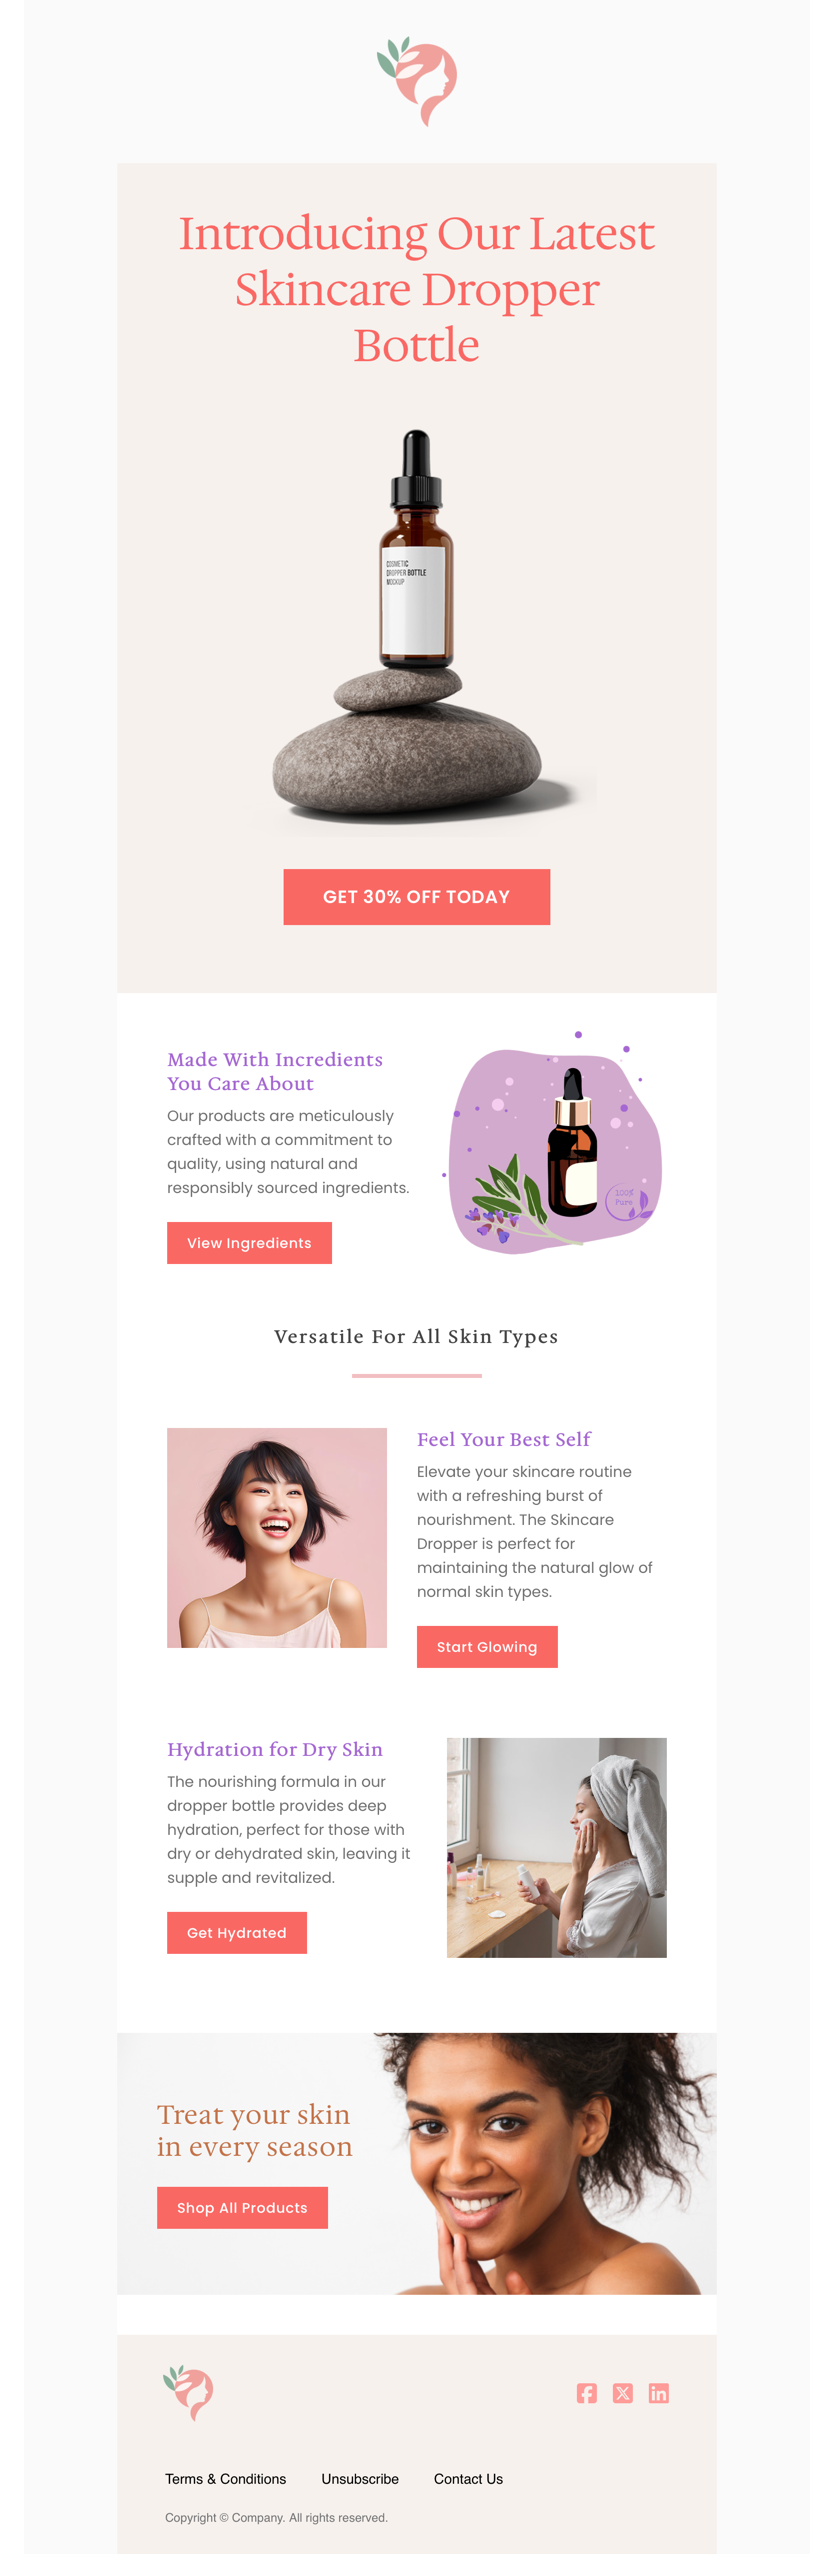 Introducing Our Latest
Skincare Dropper
Bottle
COSMETIC
DROPPER BOTTLE
MOCKUP
GET 30% OFF TODAY
Made With Incredients
You Care About
Our products are meticulously
crafted with a commitment to
quality, using natural and
responsibly sourced ingredients.
View Ingredients
100%
Pure
Versatile For All Skin Types
Feel Your Best Self
Elevate your skincare routine
with a refreshing burst of
nourishment. The Skincare
Dropper is perfect for
maintaining the natural glow of
normal skin types.
Start Glowing
Hydration for Dry Skin
The nourishing formula in our
dropper bottle provides deep
hydration, perfect for those with
dry or dehydrated skin, leaving it
supple and revitalized.
Get Hydrated
Treat your skin
in every season
Shop All Products
Terms & Conditions Unsubscribe Contact Us
Copyright © Company. All rights reserved.